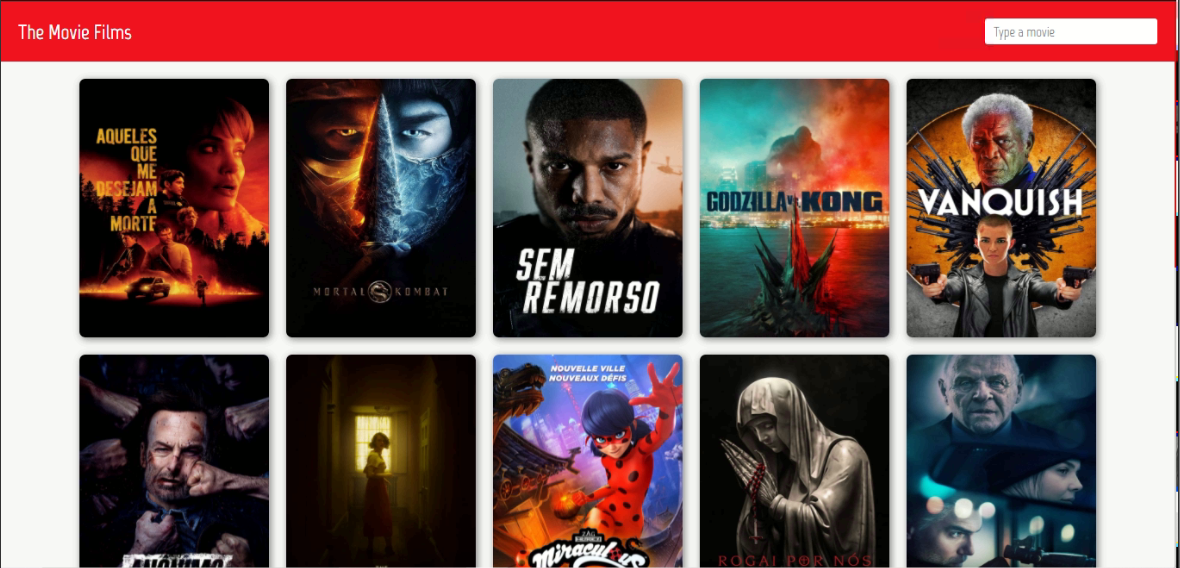 The Movie Films
Type a movie
AQUELES
QUE
ME
DESEJAM
A
MORTE
MORTAL KOMBAT
SEM
REMORSO
GODZILLA VS KONG
VANQUISH
NOUVELLE VILLE
NOUVEAUX DÉFIS
miraculous
ROGAI POR NÓS